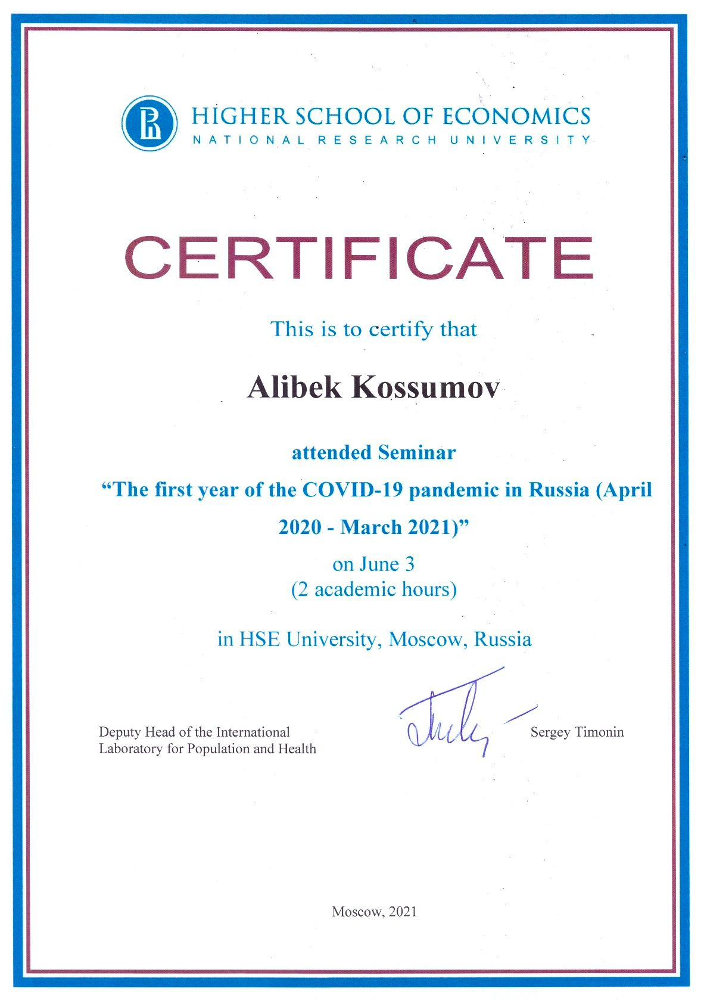 HIGHER SCHOOL OF ECONOMICS
NATIONAL RESEARCH UNIVERSITY
CERTIFICATE
This is to certify that
Alibek Kossumov
attended Seminar
“The first year of the COVID-19 pandemic in Russia (April
2020 - March 2021)”
on June 3
(2 academic hours)
in HSE University, Moscow, Russia
Deputy Head of the International
Laboratory for Population and Health
Sergey Timonin
Moscow, 2021